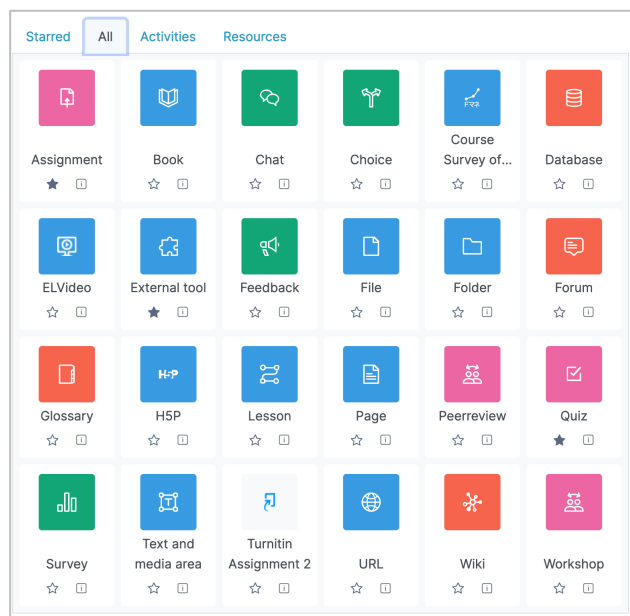 Starred All Activities Resources
Assignment Book Chat Choice Course Survey of... Database
ELVideo External tool Feedback File Folder Forum
H-P
Glossary H5P Lesson Page Peerreview Quiz
T
Survey Text and media area Turnitin Assignment 2 URL Wiki Workshop